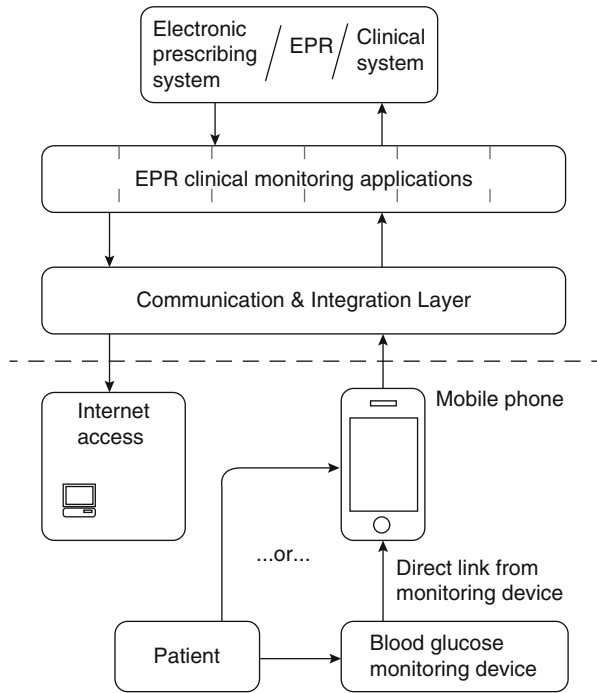 Electronic
prescribing
system
/ EPR /
Clinical
system
EPR clinical monitoring applications
Communication & Integration Layer
Internet
access
Mobile phone
...or...
Direct link from
monitoring device
Patient
Blood glucose
monitoring device